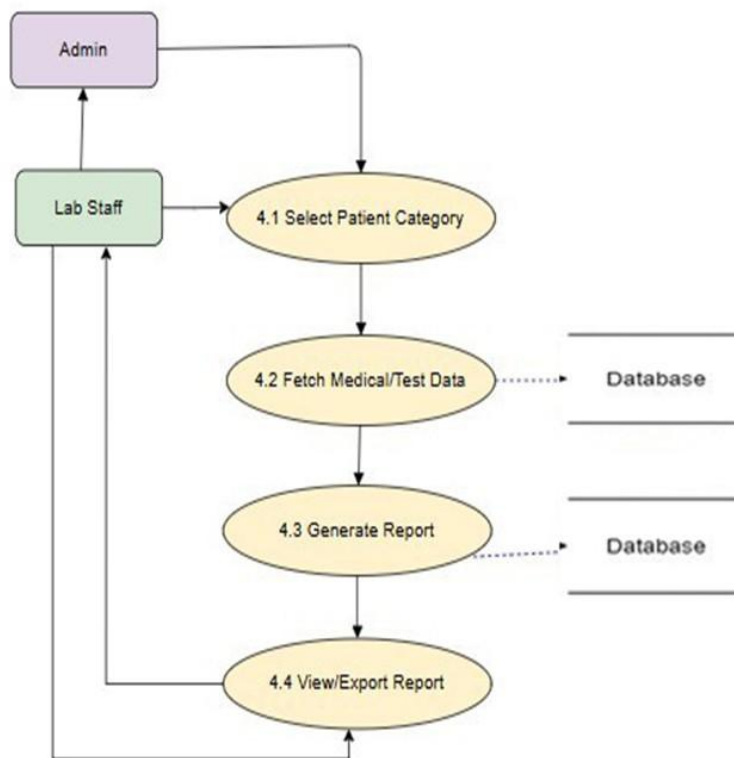 Admin
Lab Staff
4.1 Select Patient Category
4.2 Fetch Medical/Test Data
Database
4.3 Generate Report
Database
4.4 View/Export Report